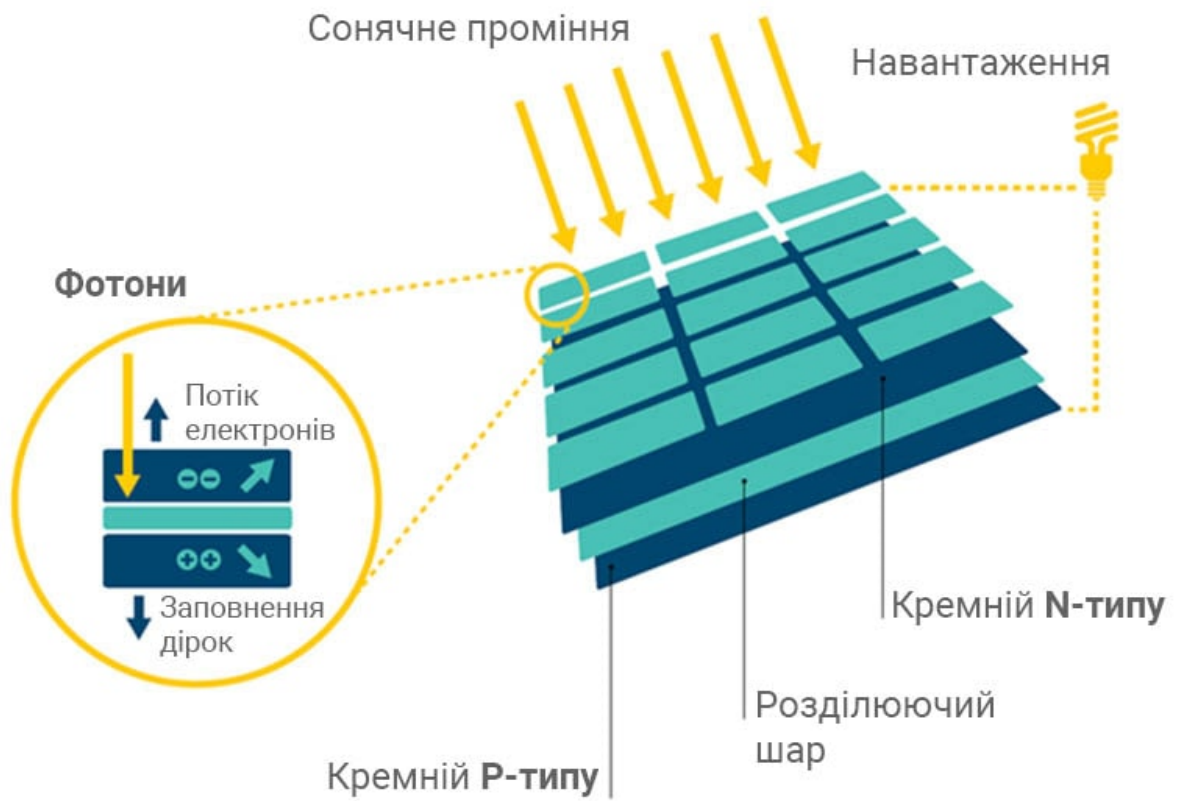 Сонячне проміння
Навантаження
Фотони
Потік
електронів
Заповнення
дірок
Кремній N-типу
Розділюючий
шар
Кремній P-типу